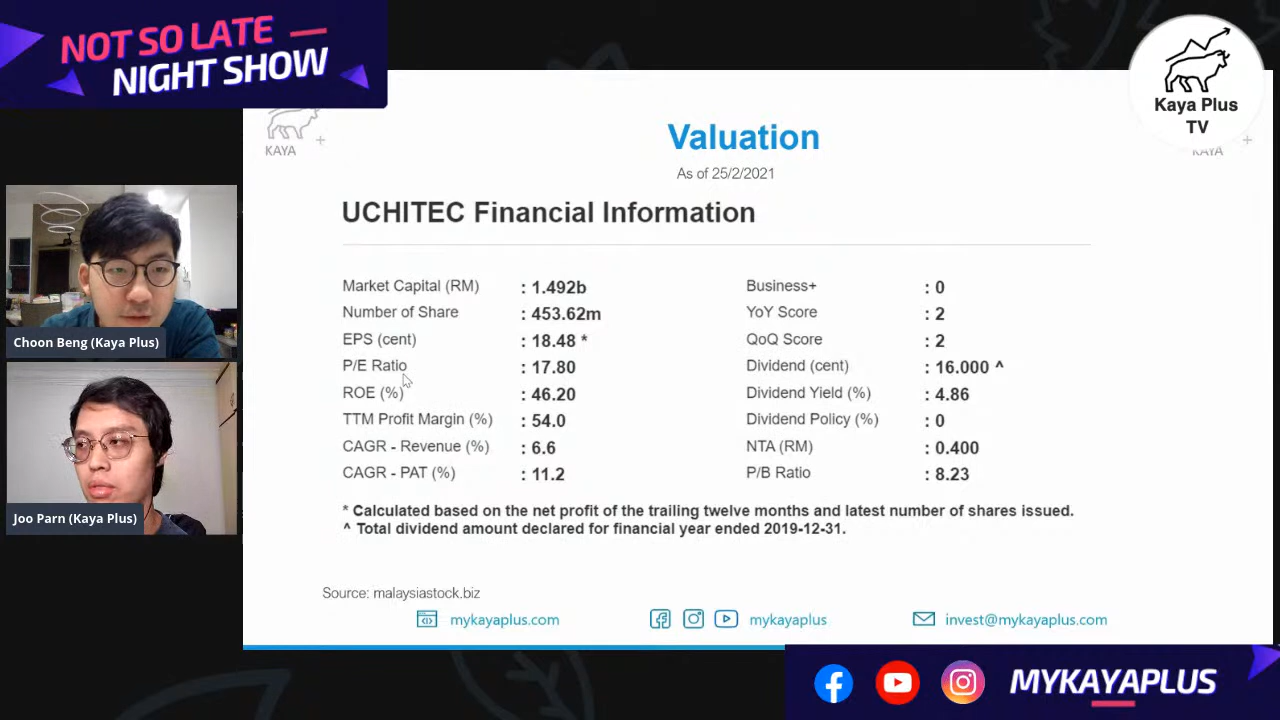 NOT SO LATE
NIGHT SHOW
Kaya Plus
TV
KAYA
KAYA
Valuation
As of 25/2/2021
UCHITEC Financial Information
Market Capital (RM) : 1.492b Business+ : 0
Number of Share : 453.62m YoY Score : 2
EPS (cent) : 18.48 * QoQ Score : 2
P/E Ratio : 17.80 Dividend (cent) : 16.000 ^
ROE (%) : 46.20 Dividend Yield (%) : 4.86
TTM Profit Margin (%) : 54.0 Dividend Policy (%) : 0
CAGR - Revenue (%) : 6.6 NTA (RM) : 0.400
CAGR - PAT (%) : 11.2 P/B Ratio : 8.23
* Calculated based on the net profit of the trailing twelve months and latest number of shares issued.
^ Total dividend amount declared for financial year ended 2019-12-31.
Source: malaysiastock.biz
mykayaplus.com mykayaplus invest@mykayaplus.com
Choon Beng (Kaya Plus)
Joo Parn (Kaya Plus)
MYKAYAPLUS